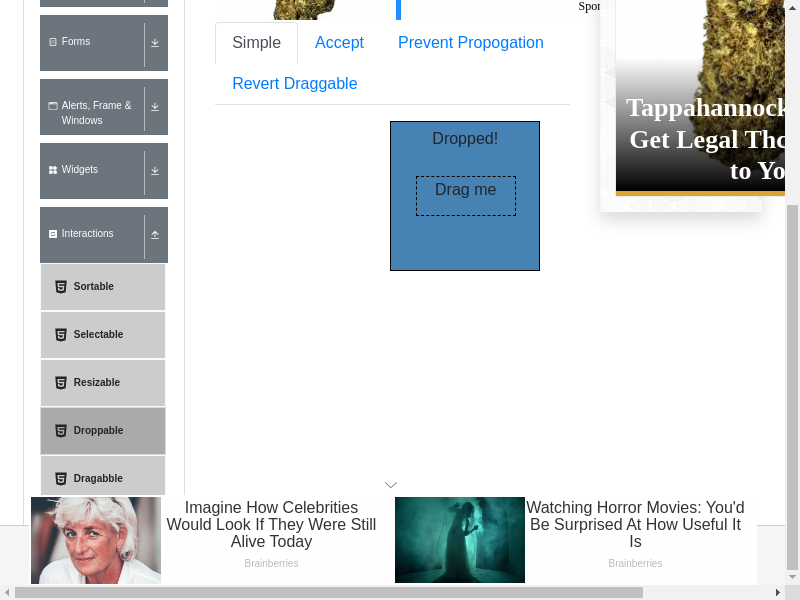 Spor
Forms
Simple
Accept
Prevent Propogation
Revert Draggable
Alerts, Frame &
Windows
Widgets
Interactions
Sortable
Selectable
Resizable
Droppable
Dragabble
Dropped!
Drag me
Tappahannock
Get Legal Thc
to Yo
Imagine How Celebrities
Would Look If They Were Still
Alive Today
Brainberries
Watching Horror Movies: You'd
Be Surprised At How Useful It
Is
Brainberries